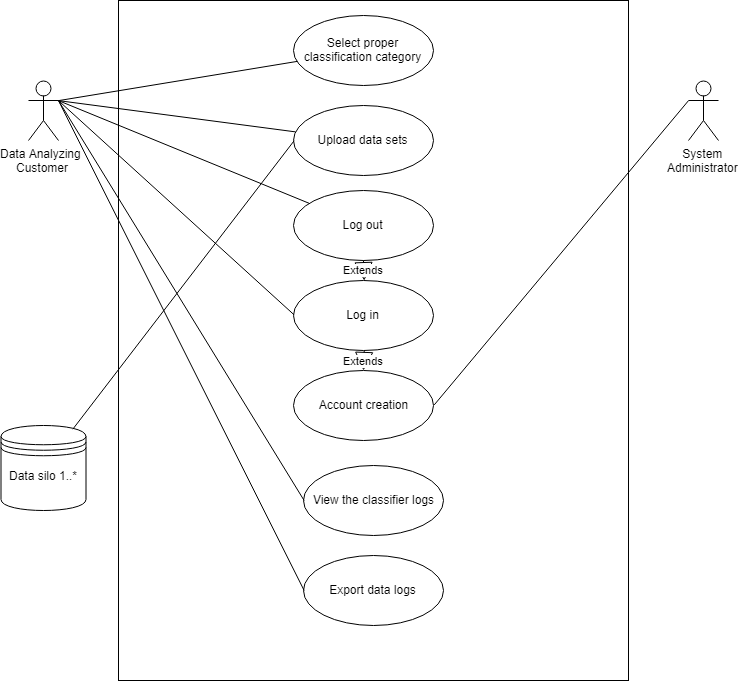 Select proper
classification category
Data Analyzing
Customer
System
Administrator
Upload data sets
Log out
Extends
Log in
Extends
Account creation
Data silo 1..*
View the classifier logs
Export data logs